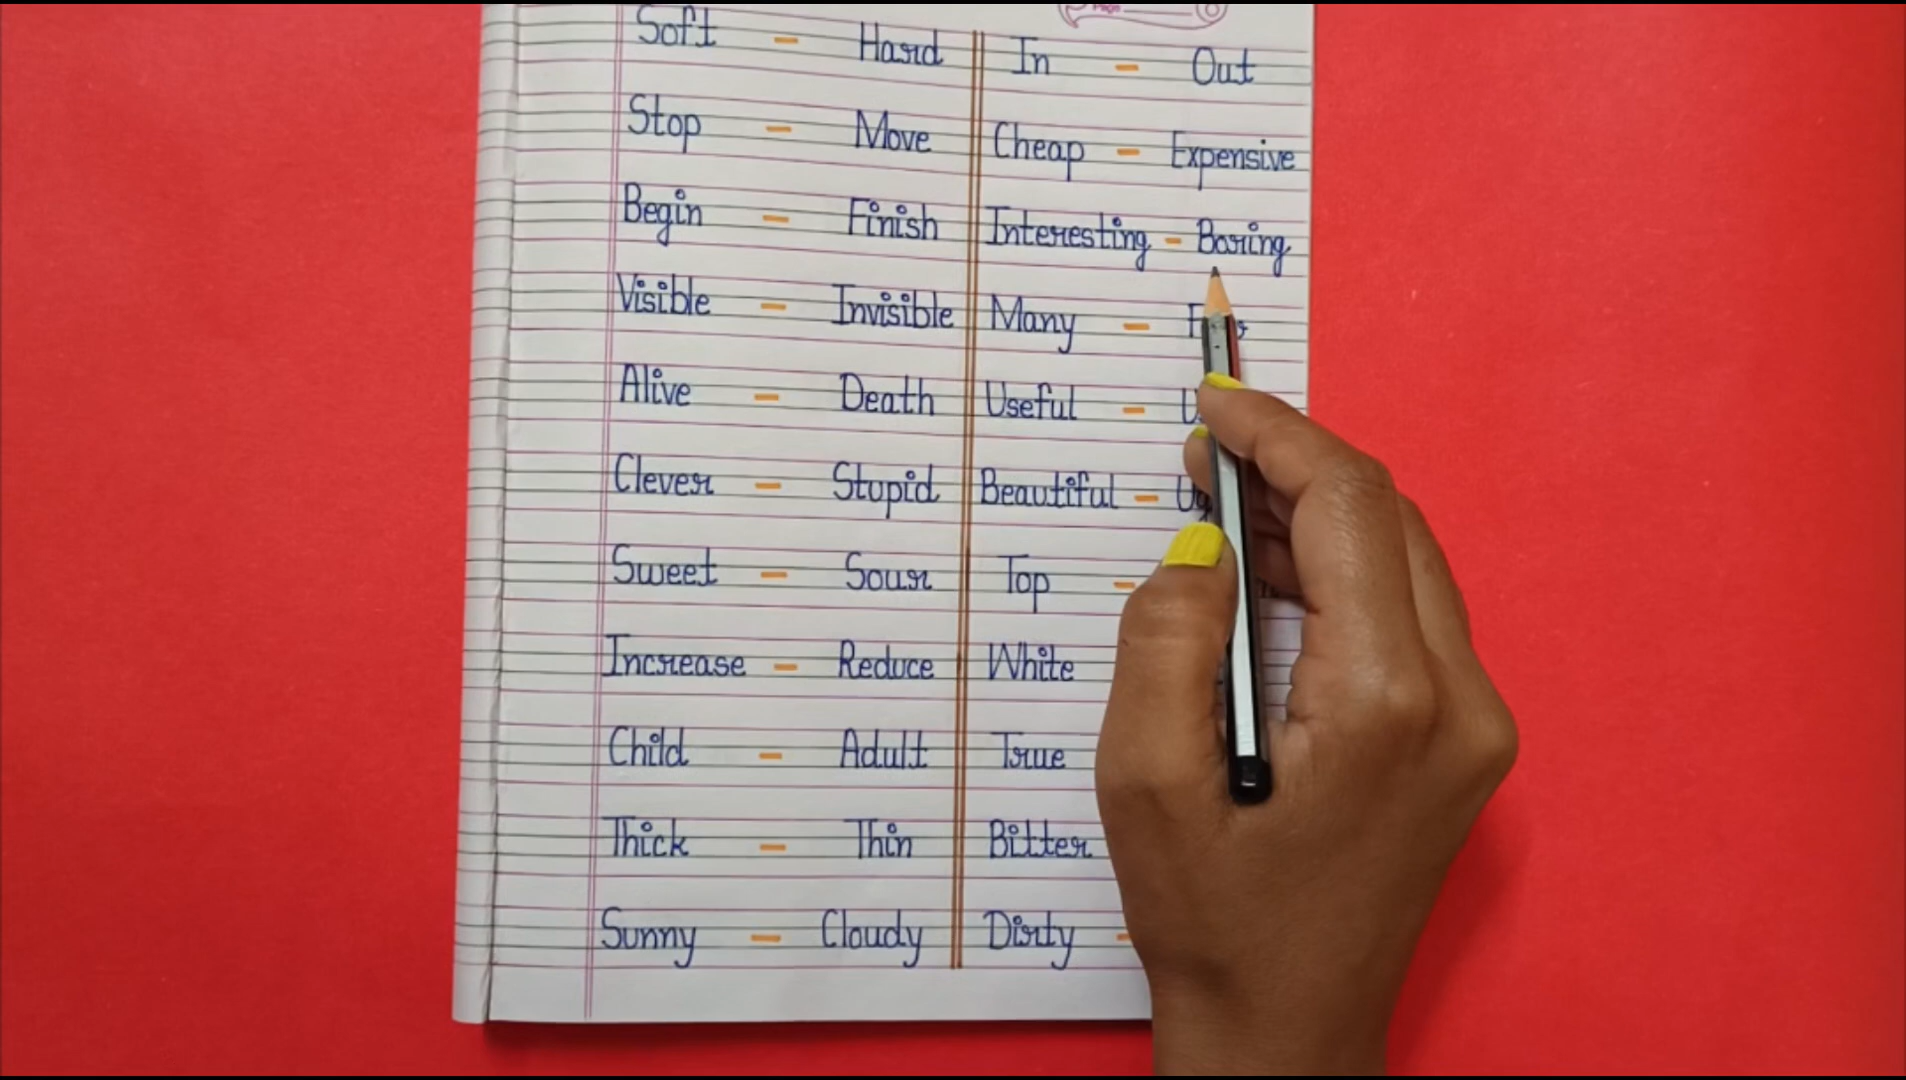 Soft - Hard In - Out
Stop - Move Cheap - Expensive
Begin - Finish Interesting - Boring
Visible - Invisible Many -
Alive - Death Useful -
Clever - Stupid Beautiful -
Sweet - Sour Top -
Increase - Reduce White
Child - Adult True
Thick - Thin Bitter
Sunny - Cloudy Dirty -